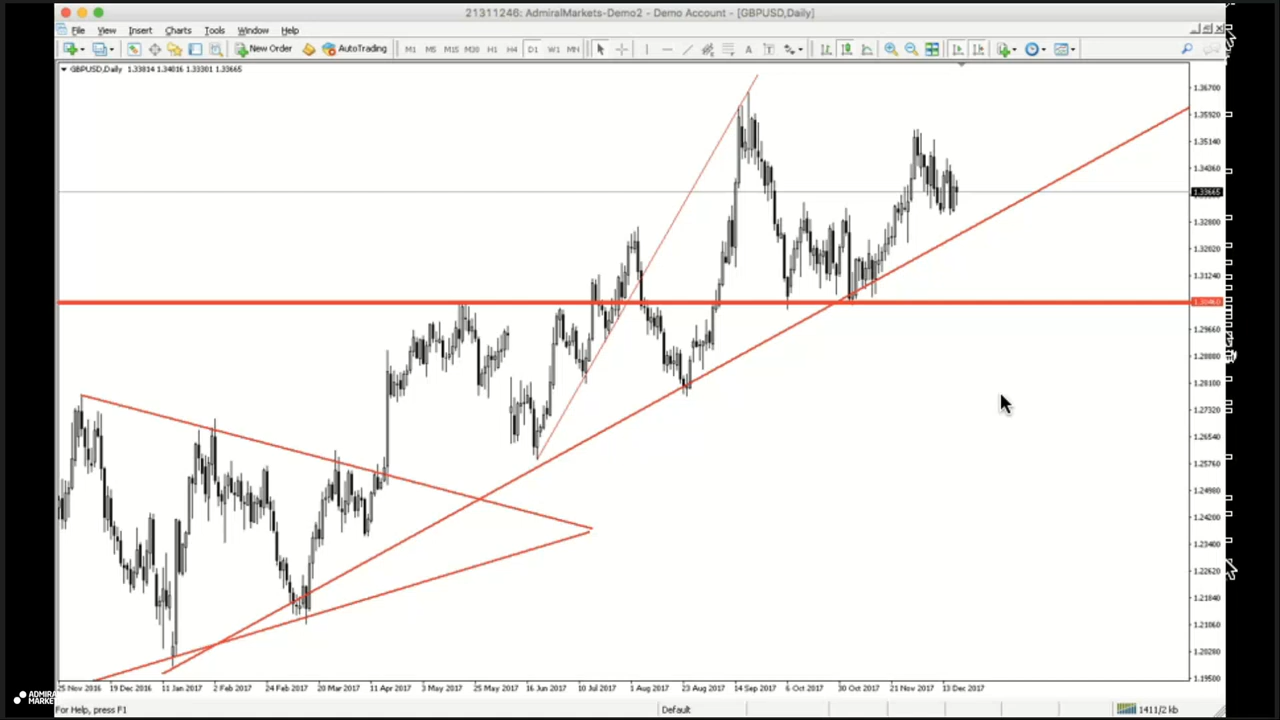 21311246: AdmiralMarkets-Demo2 - Demo Account - [GBPUSD,Daily]
File View Insert Charts Tools Window Help
New Order AutoTrading M1 M5 M15 M30 H1 H4 D1 W1 MN
GBPUSD,Daily 1.33814 1.34016 1.33301 1.33665
1.36700
1.35920
1.35140
1.34060
1.33665
1.32800
1.32020
1.31240
1.30460
1.29660
1.28880
1.28100
1.27320
1.26540
1.25760
1.24980
1.24200
1.23400
1.22620
1.21840
1.21060
1.20280
1.19500
25 Nov 2016 19 Dec 2016 11 Jan 2017 2 Feb 2017 24 Feb 2017 20 Mar 2017 11 Apr 2017 3 May 2017 25 May 2017 16 Jun 2017 10 Jul 2017 1 Aug 2017 23 Aug 2017 14 Sep 2017 6 Oct 2017 30 Oct 2017 21 Nov 2017 13 Dec 2017
ADMIRA
MARKE
For Help, press F1 Default 1411/2 kb